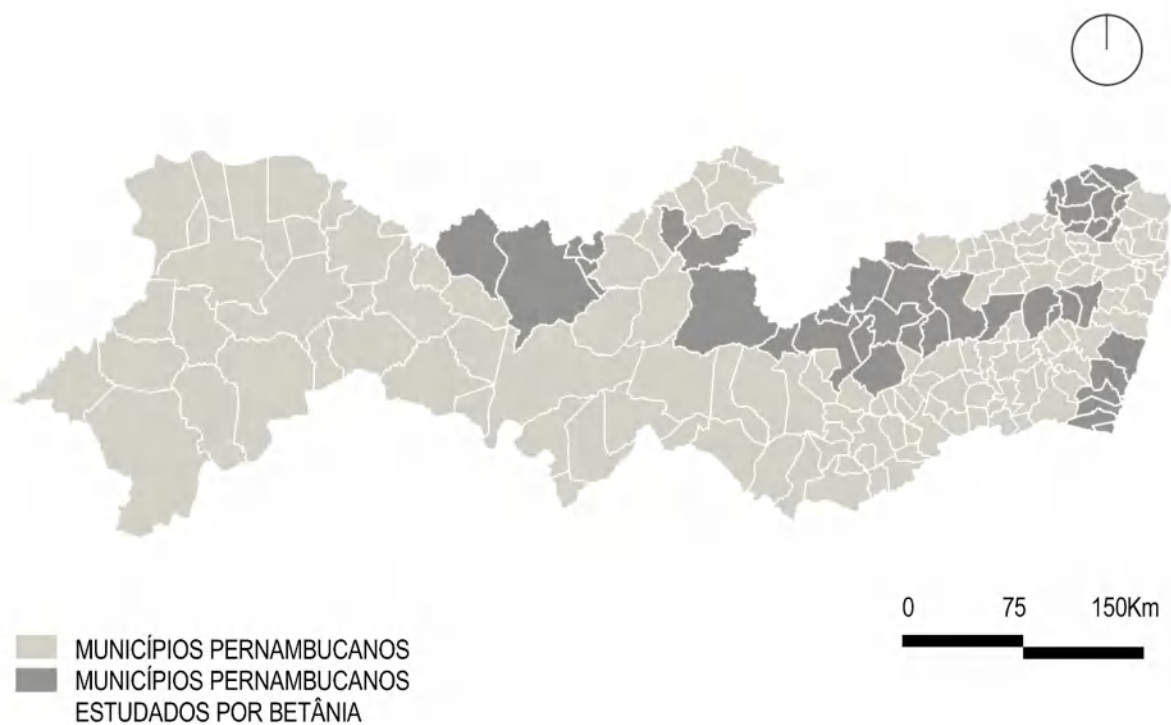 0 75 150Km
MUNICÍPIOS PERNAMBUCANOS
MUNICÍPIOS PERNAMBUCANOS
ESTUDADOS POR BETÂNIA